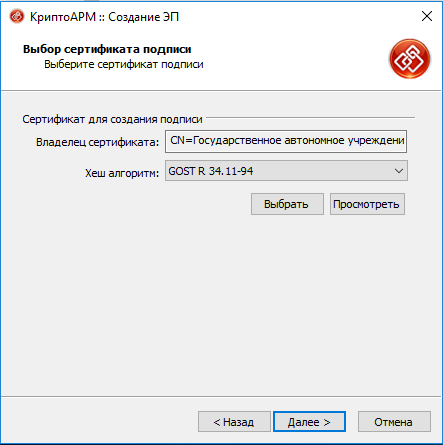 КриптоАРМ :: Создание ЭП
Выбор сертификата подписи
Выберите сертификат подписи
Сертификат для создания подписи
Владелец сертификата: CN=Государственное автономное учреждени
Хеш алгоритм: GOST R 34.11-94
Выбрать Просмотреть
< Назад Далее > Отмена